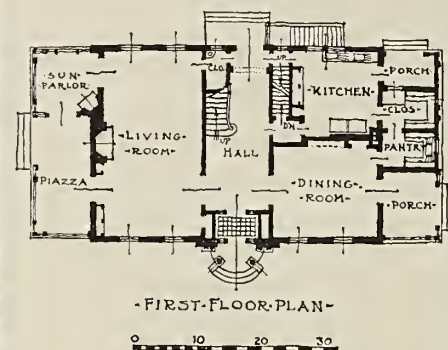 SUN
PARLOR
CLO.
UP
KITCHEN
PORCH
CLOS
PANTRY
LIVING
ROOM
UP
HALL
DN
PIAZZA
DINING
ROOM
PORCH
-FIRST-FLOOR-PLAN-
0 10 20 30